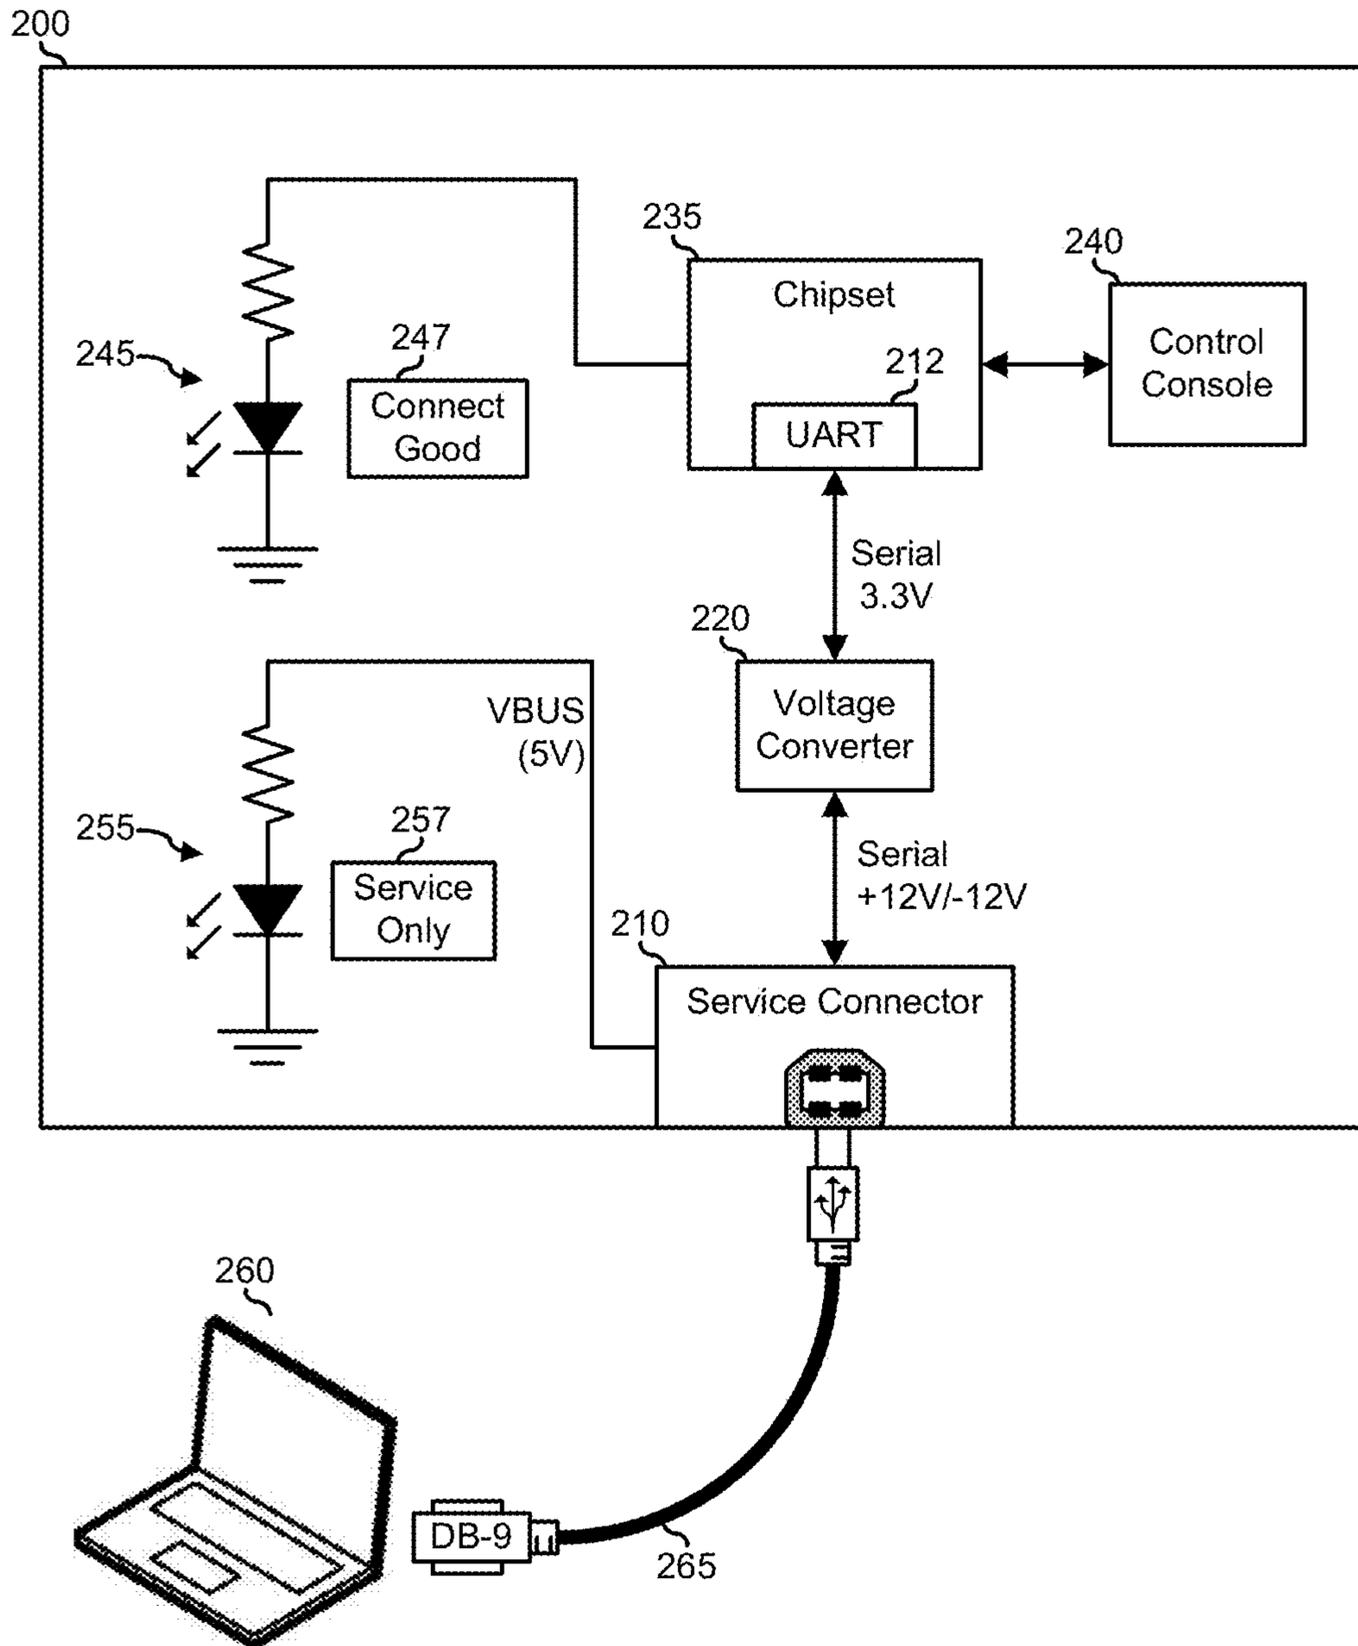 200
235
Chipset
240
Control
Console
245
247
Connect
Good
212
UART
Serial
3.3V
220
Voltage
Converter
VBUS
(5V)
255
257
Service
Only
Serial
+12V/-12V
210
Service Connector
260
DB-9
265